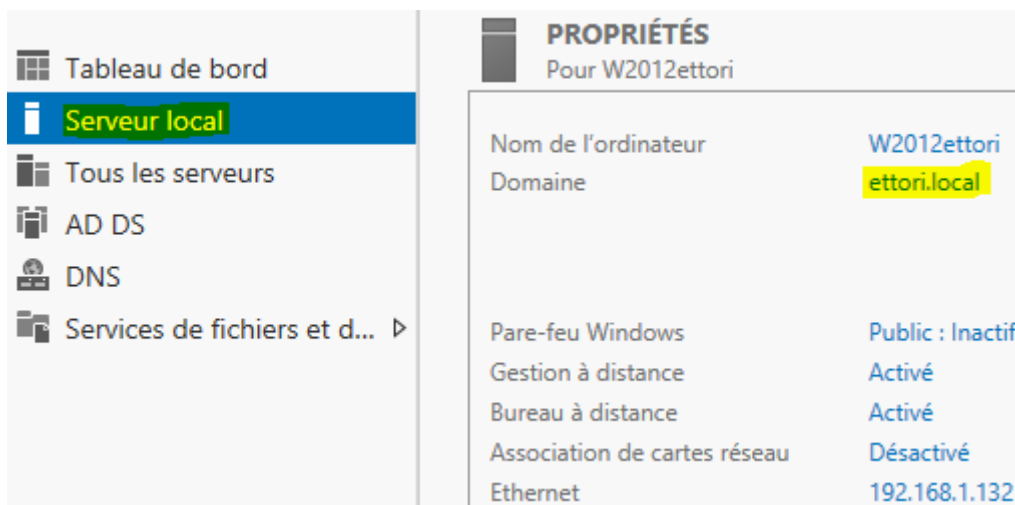 Tableau de bord
Serveur local
Tous les serveurs
AD DS
DNS
Services de fichiers et d...
PROPRIÉTÉS
Pour W2012ettori
Nom de l'ordinateur W2012ettori
Domaine ettori.local
Pare-feu Windows Public : Inactif
Gestion à distance Activé
Bureau à distance Activé
Association de cartes réseau Désactivé
Ethernet 192.168.1.132